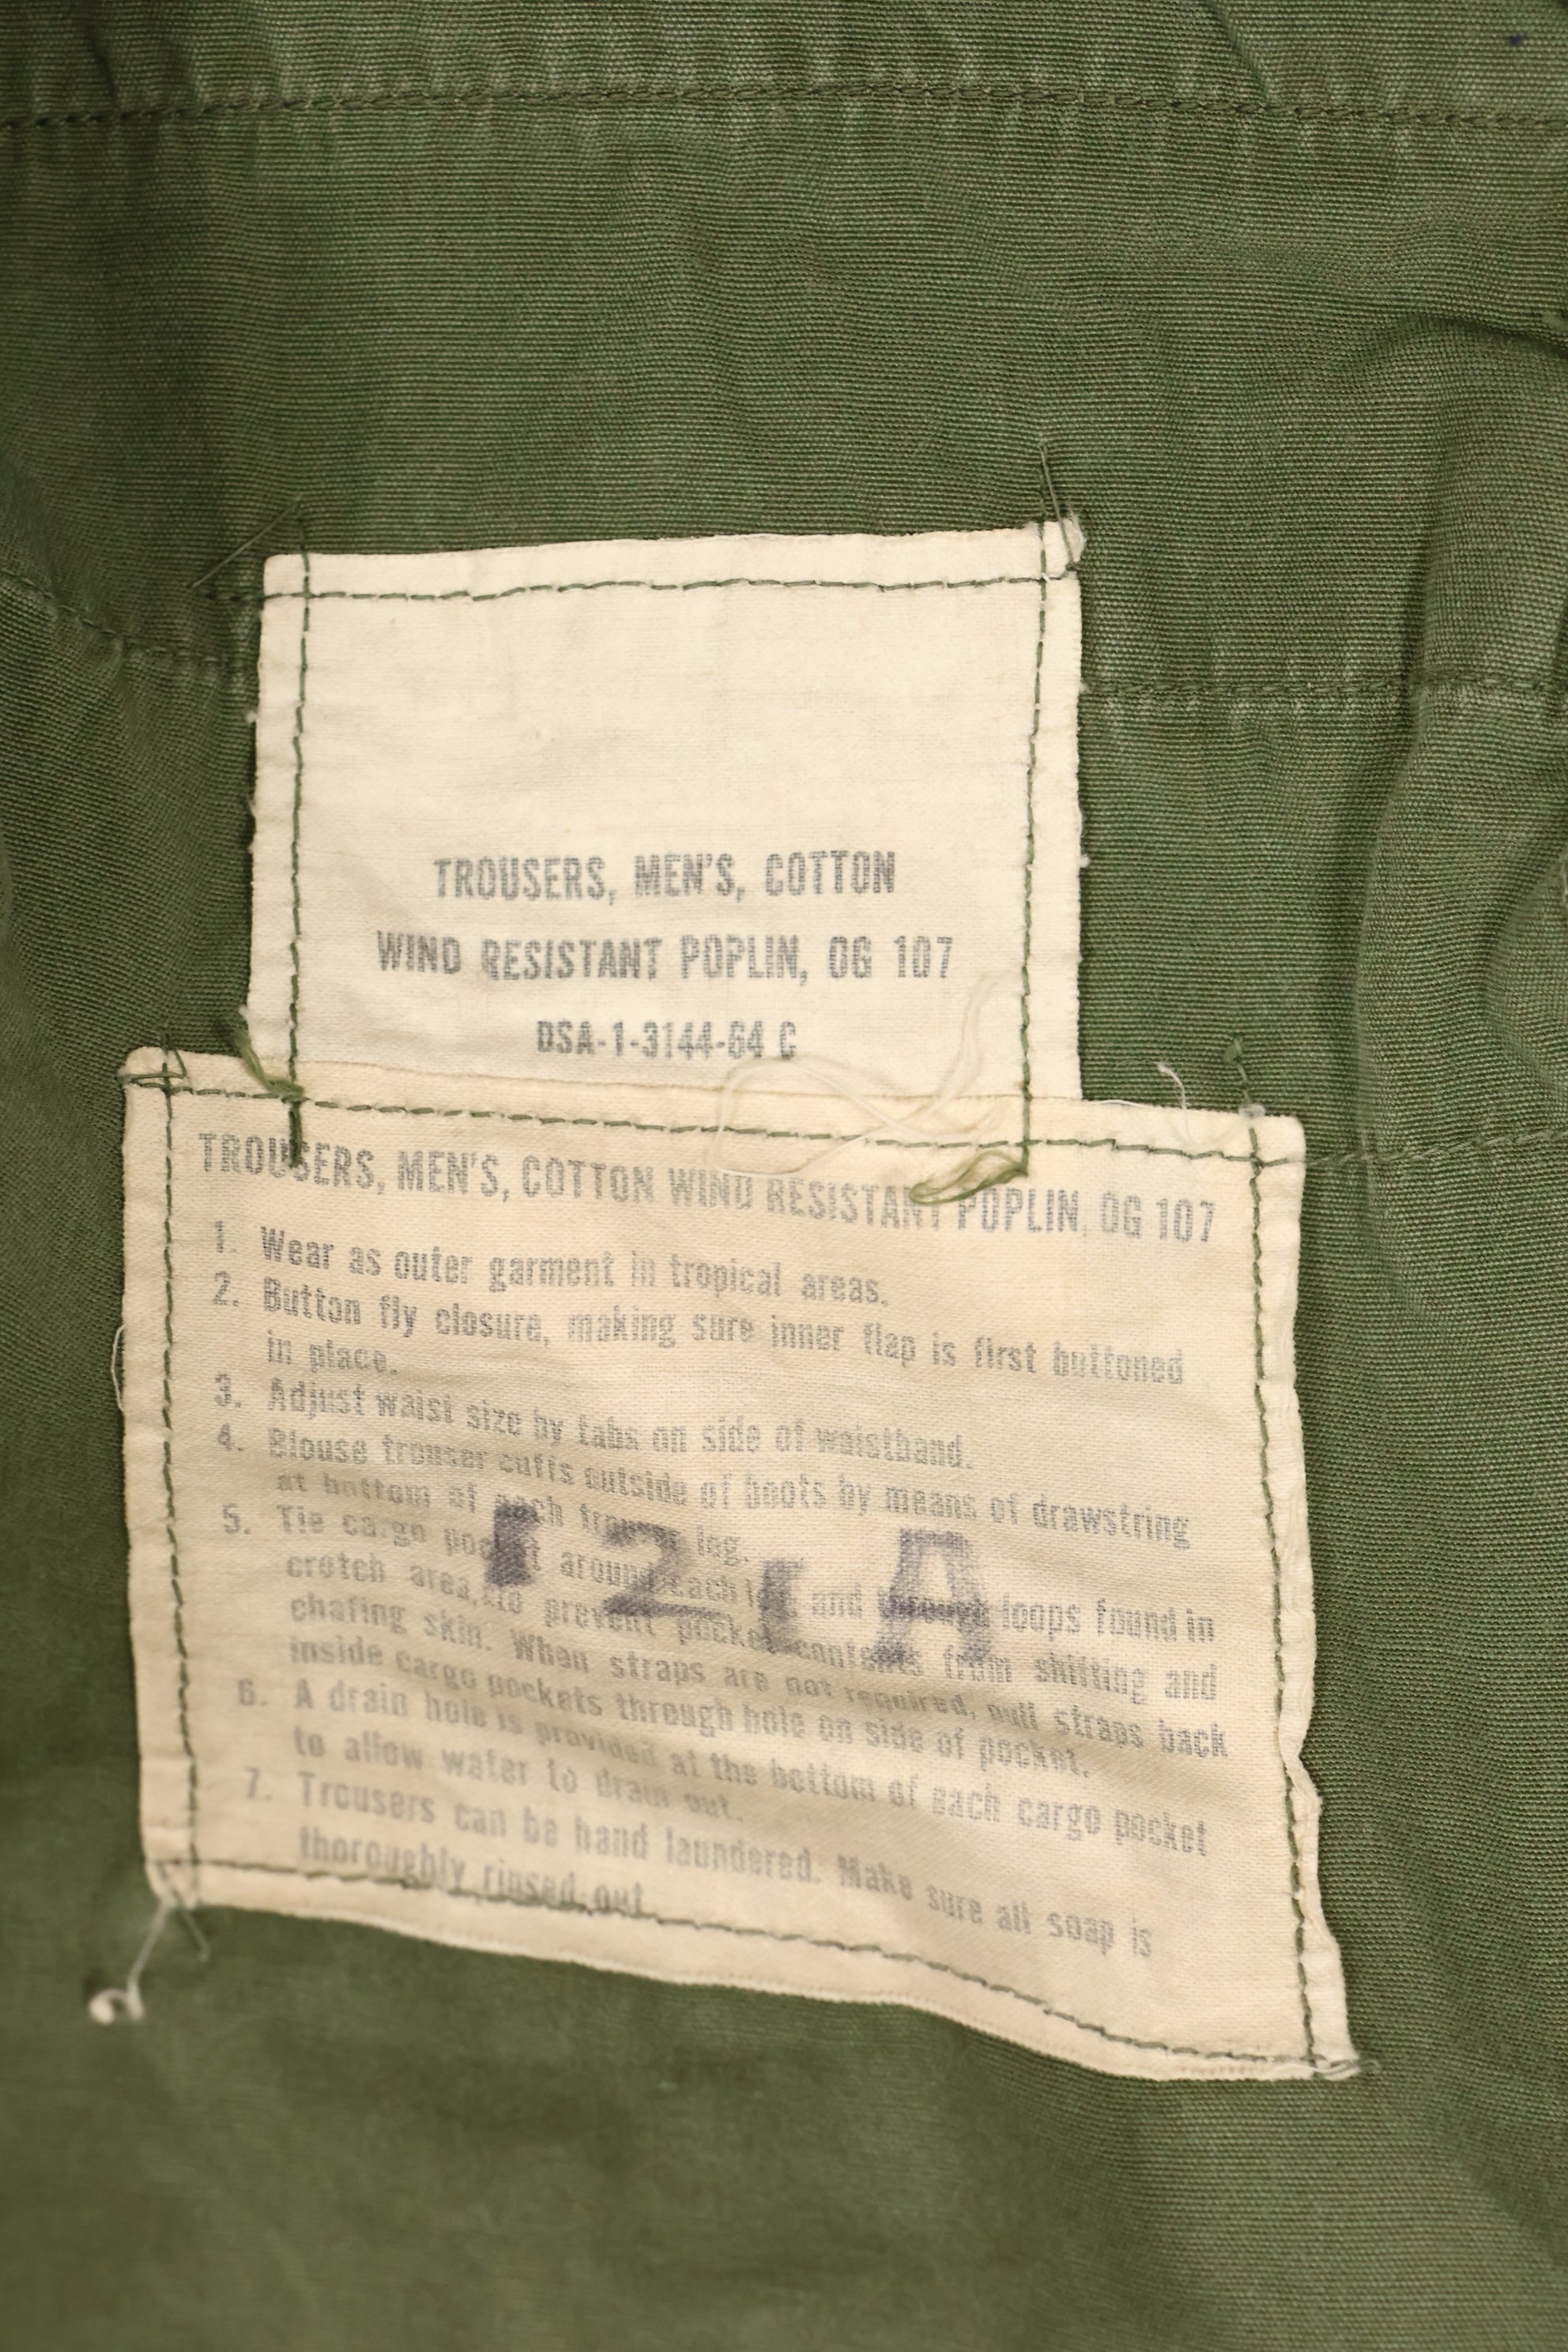 TROUSERS, MEN'S, COTTON
WIND RESISTANT POPLIN, OG 107
DSA-1-3144-64 C
TROUSERS, MEN'S, COTTON WIND RESISTANT POPLIN, OG 107
1. Wear as outer garment in tropical areas.
2. Button fly closure, making sure inner flap is first buttoned
in place.
3. Adjust waist size by tabs on side of waistband.
4. Blouse trouser cuffs outside of boots by means of drawstring
at bottom of each trouser leg.
5. Tie cargo pocket around each leg and through loops found in
crotch area, to prevent pocket contents from shifting and
chafing skin. When straps are not required, pull straps back
inside cargo pockets through hole on side of pocket.
6. A drain hole is provided at the bottom of each cargo pocket
to allow water to drain out.
7. Trousers can be hand laundered. Make sure all soap is
thoroughly rinsed out